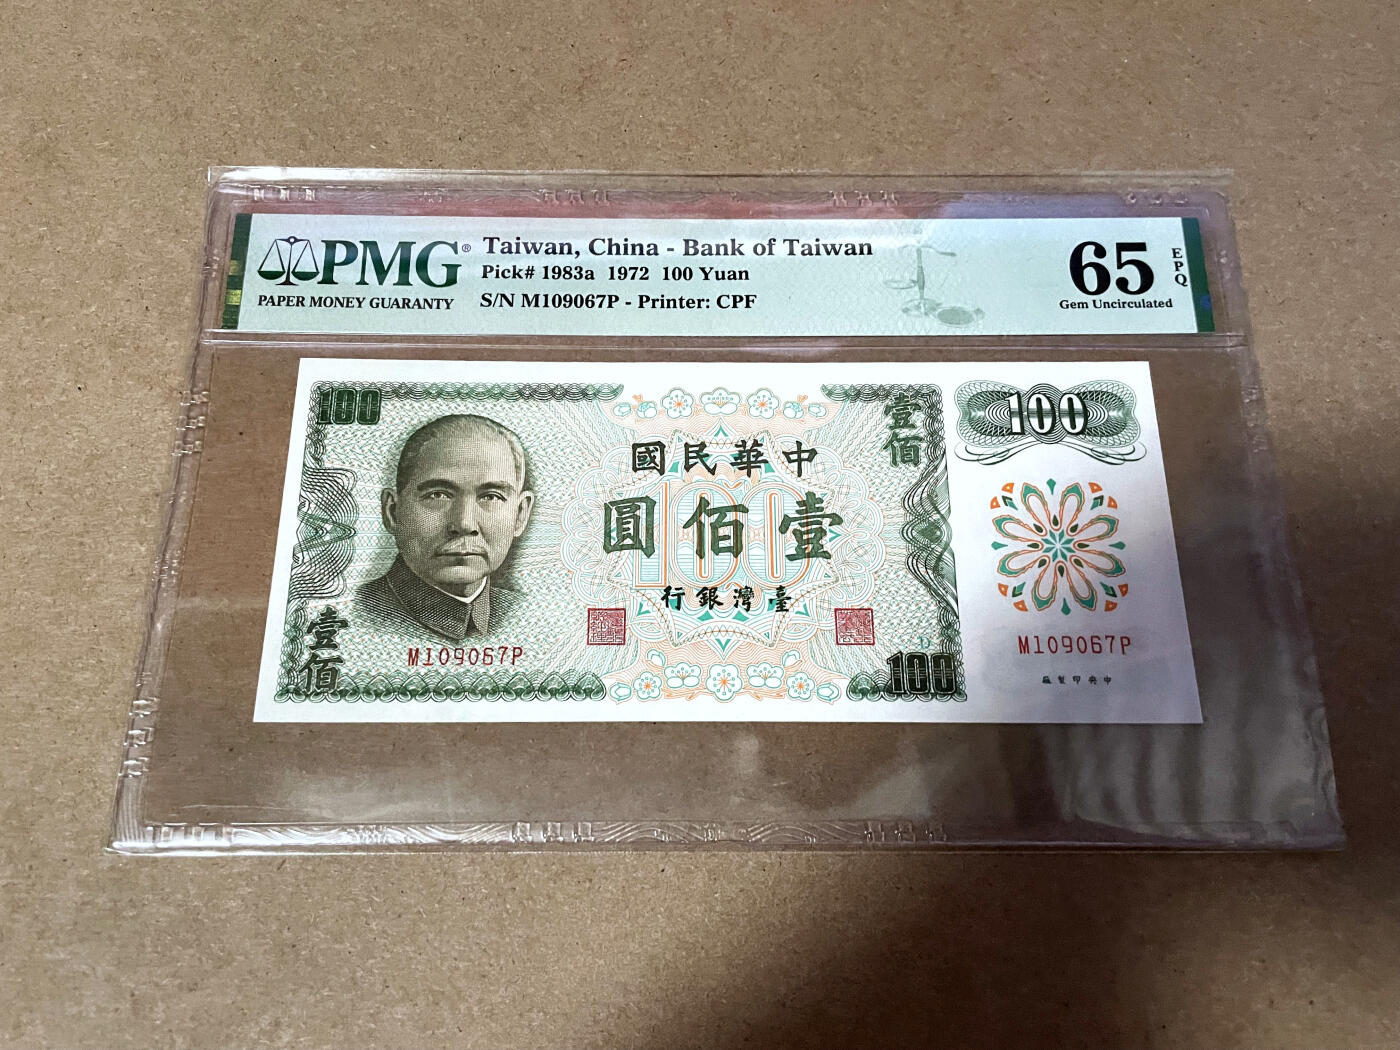 PMG® Taiwan, China - Bank of Taiwan
Pick# 1983a 1972 100 Yuan
PAPER MONEY GUARANTY S/N M109067P - Printer: CPF
65 EPQ
Gem Uncirculated
100
壹佰
100
國民華中
圓佰壹
100
行銀灣臺
壹佰
M109067P
D
100
M109067P
廠製印央中